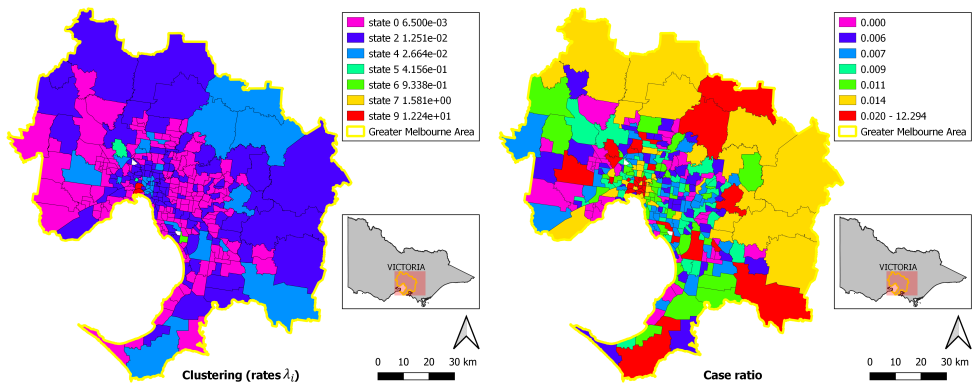 state 0 6.500e-03
state 2 1.251e-02
state 4 2.664e-02
state 5 4.156e-01
state 6 9.338e-01
state 7 1.581e+00
state 9 1.224e+01
Greater Melbourne Area
VICTORIA
0 10 20 30 km
Clustering (rates λi)
0.000
0.006
0.007
0.009
0.011
0.014
0.020 - 12.294
Greater Melbourne Area
VICTORIA
0 10 20 30 km
Case ratio